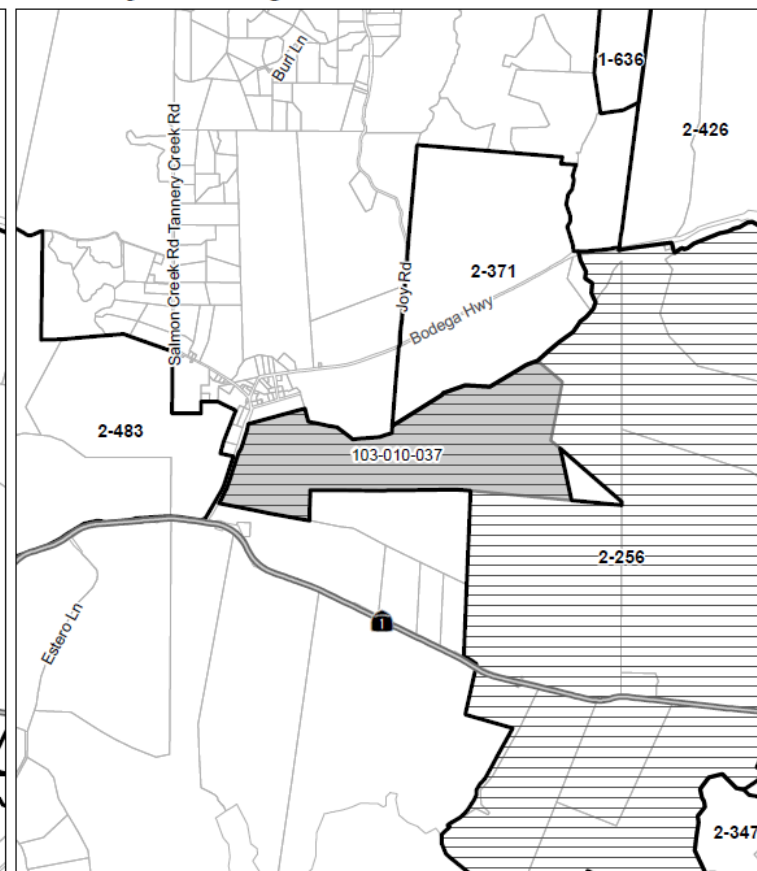 Burl Ln
1-636
2-426
Salmon Creek Rd-Tannery Creek Rd
2-371
Joy Rd
Bodega Hwy
2-483
103-010-037
2-256
Estero Ln
1
2-347